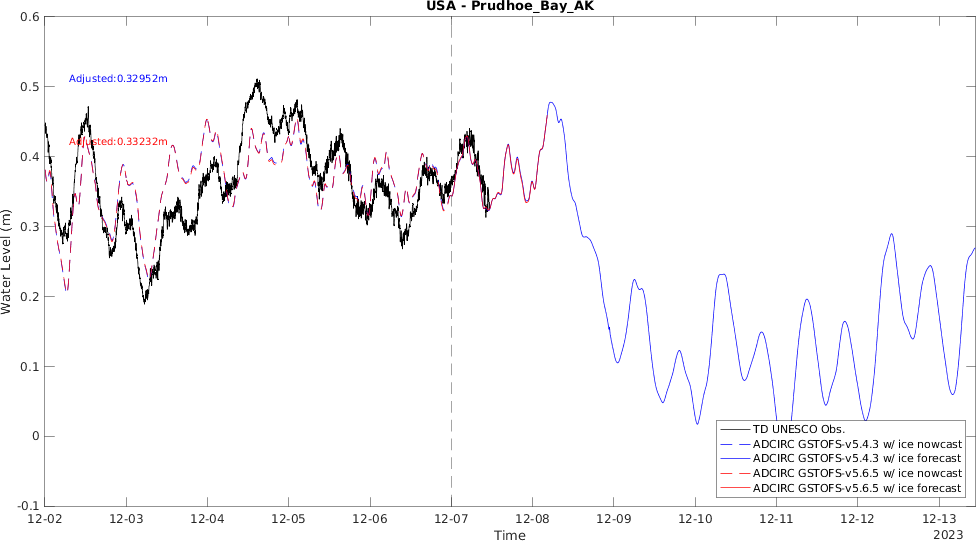 USA - Prudhoe_Bay_AK
0.6
0.5
0.4
0.3
0.2
0.1
0
-0.1
Water Level (m)
Adjusted:0.32952m
Adjusted:0.33232m
TD UNESCO Obs.
ADCIRC GSTOFS-v5.4.3 w/ ice nowcast
ADCIRC GSTOFS-v5.4.3 w/ ice forecast
ADCIRC GSTOFS-v5.6.5 w/ ice nowcast
ADCIRC GSTOFS-v5.6.5 w/ ice forecast
12-02 12-03 12-04 12-05 12-06 12-07 12-08 12-09 12-10 12-11 12-12 12-13
Time
2023